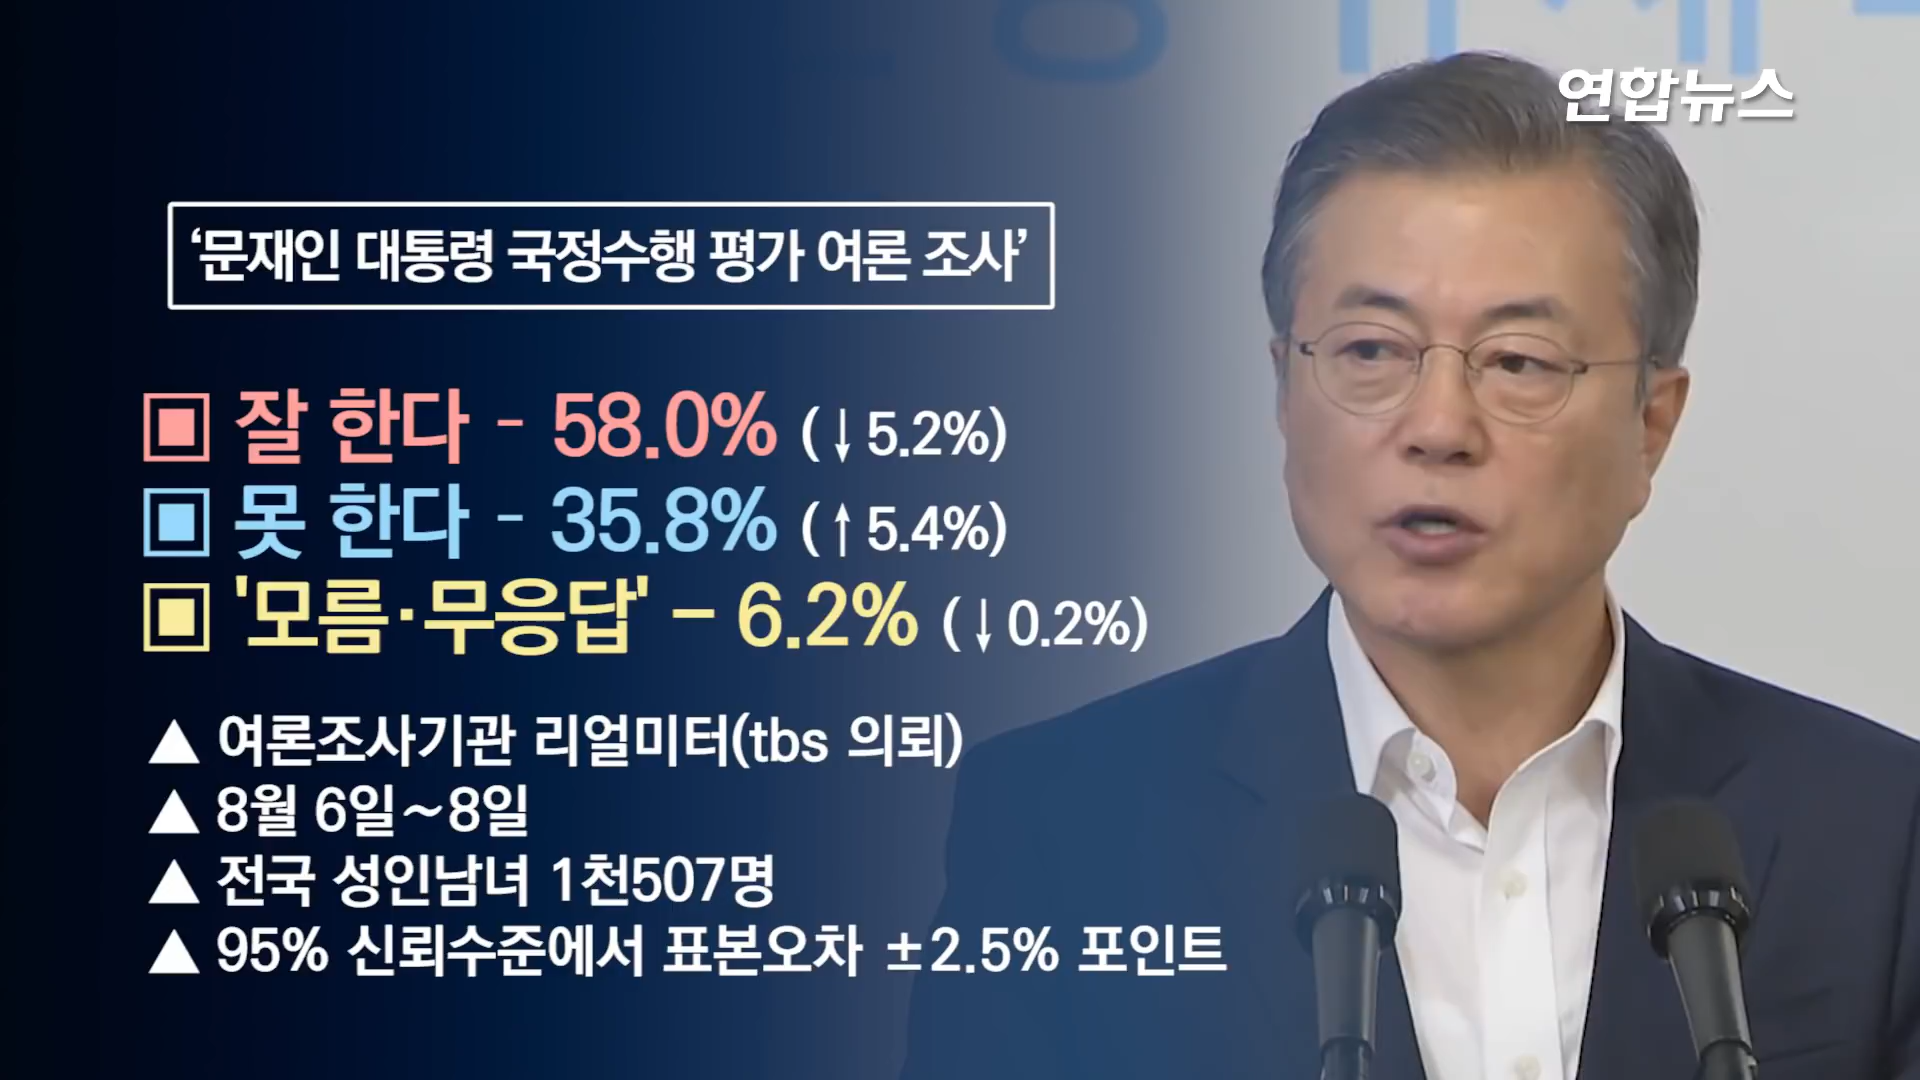 연합뉴스
‘문재인 대통령 국정수행 평가 여론 조사’
▣ 잘 한다 - 58.0% (↓5.2%)
▣ 못 한다 - 35.8% (↑5.4%)
▣ '모름·무응답' - 6.2% (↓0.2%)
▲ 여론조사기관 리얼미터(tbs 의뢰)
▲ 8월 6일~8일
▲ 전국 성인남녀 1천507명
▲ 95% 신뢰수준에서 표본오차 ±2.5% 포인트